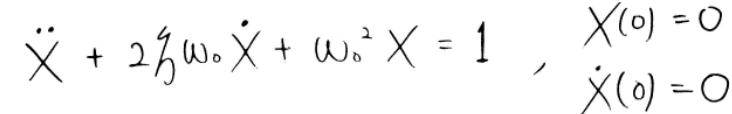 Ẍ + 2ζω₀Ẋ + ω₀²X = 1 , X(0) = 0
Ẋ(0) = 0